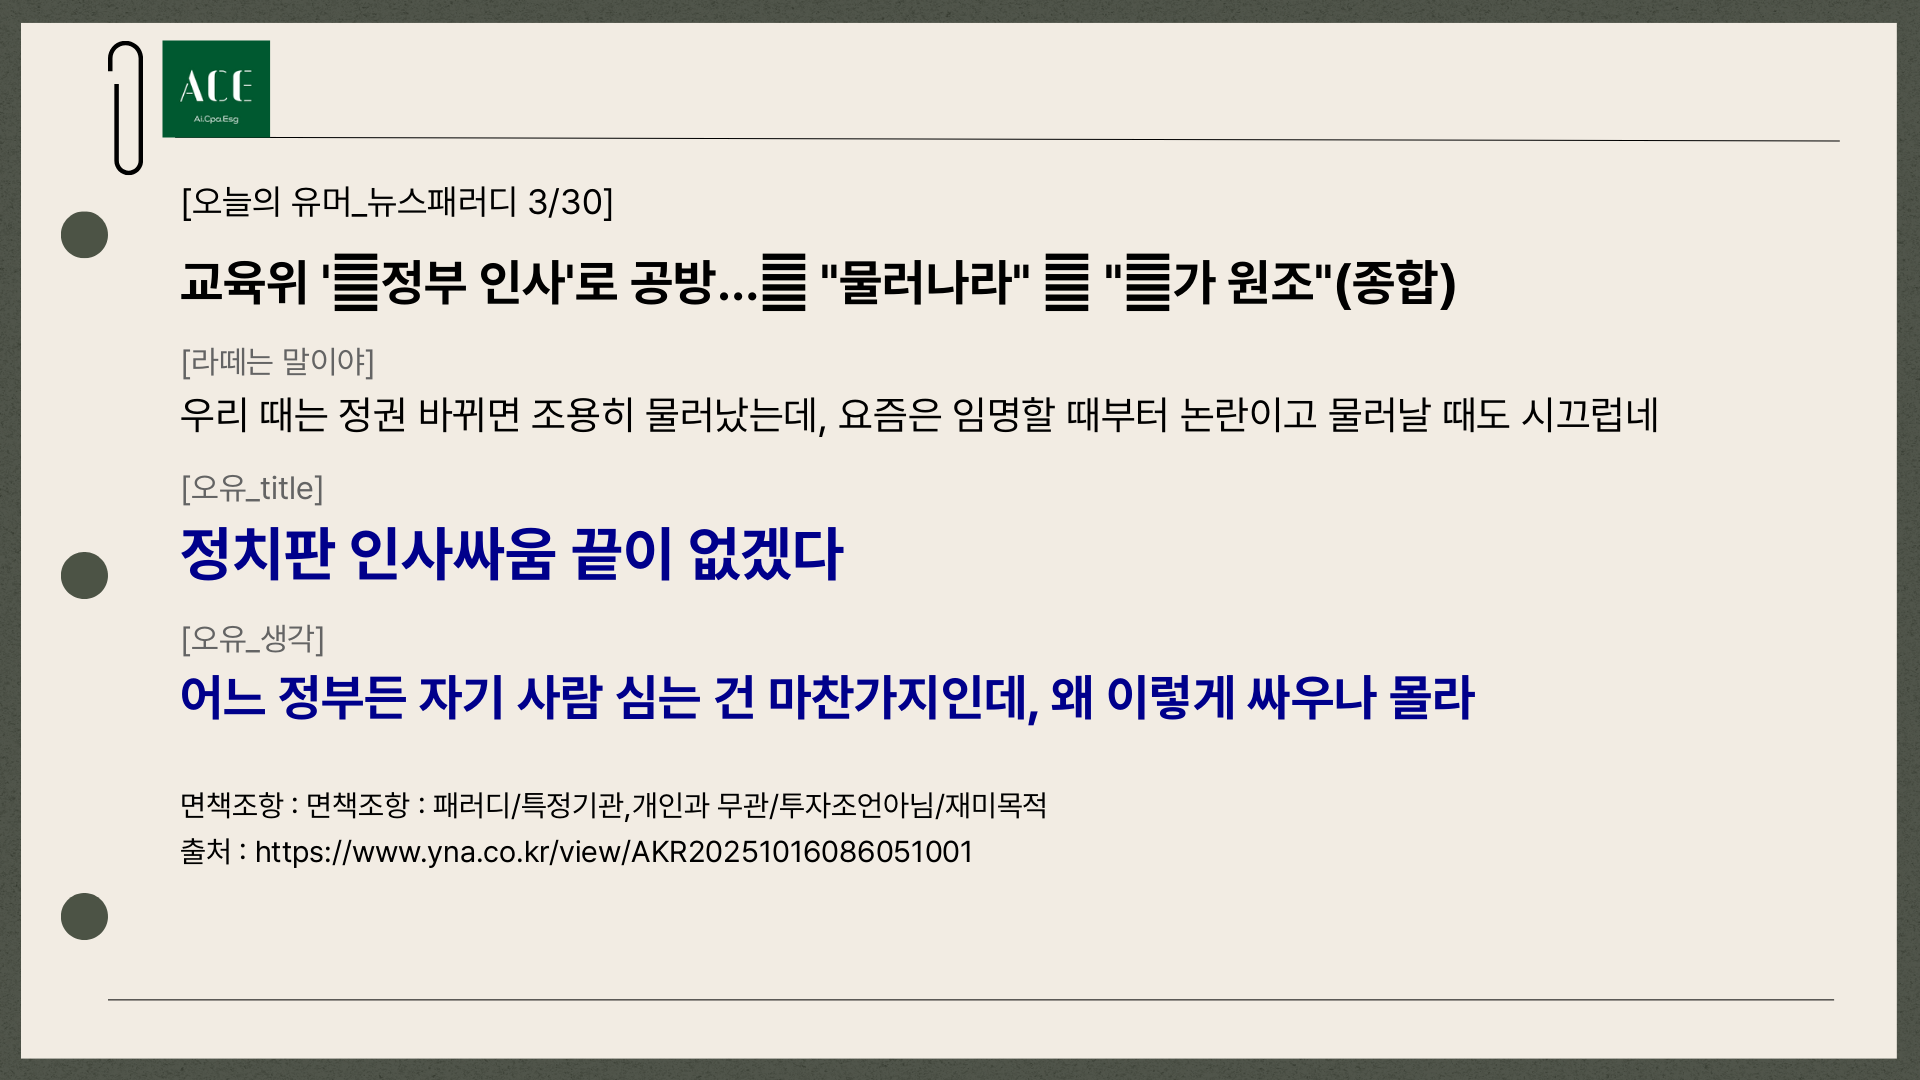 ACE
Ai.Cpa.Esg
[오늘의 유머_뉴스패러디 3/30]
교육위 '정부 인사'로 공방... "물러나라" "가 원조"(종합)
[라떼는 말이야]
우리 때는 정권 바뀌면 조용히 물러났는데, 요즘은 임명할 때부터 논란이고 물러날 때도 시끄럽네
[오유_title]
정치판 인사싸움 끝이 없겠다
[오유_생각]
어느 정부든 자기 사람 심는 건 마찬가지인데, 왜 이렇게 싸우나 몰라
면책조항 : 면책조항 : 패러디/특정기관,개인과 무관/투자조언아님/재미목적
출처 : https://www.yna.co.kr/view/AKR20251016086051001